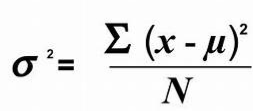 σ² = Σ (x - μ)² / N